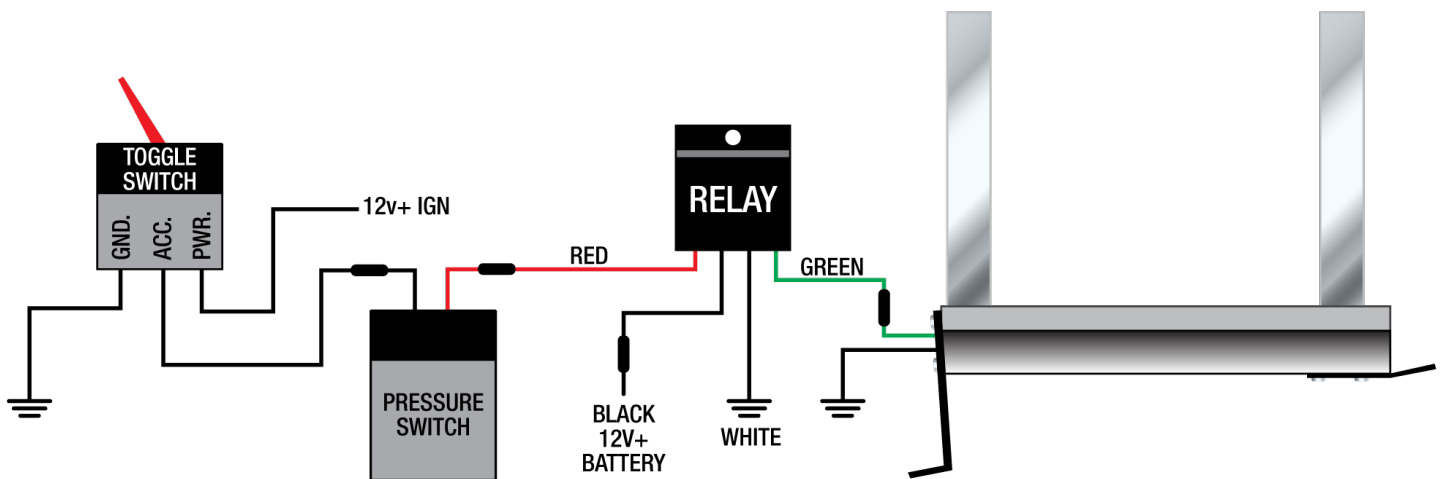 TOGGLE
SWITCH
GND.
ACC.
PWR.
12v+ IGN
PRESSURE
SWITCH
RED
RELAY
BLACK
12V+
BATTERY
WHITE
GREEN